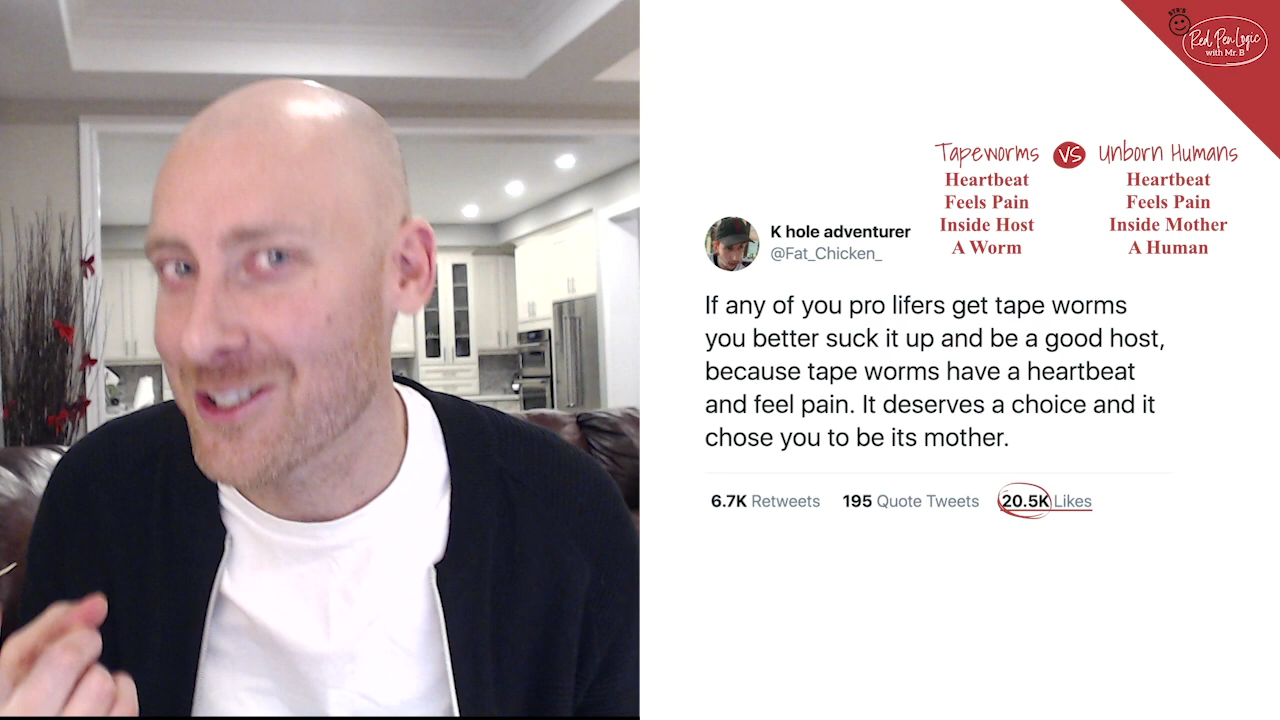 STR'S
Red Pen Logic
with Mr. B
Tapeworms VS Unborn Humans
Heartbeat Heartbeat
Feels Pain Feels Pain
Inside Host Inside Mother
A Worm A Human
K hole adventurer
@Fat_Chicken_
If any of you pro lifers get tape worms
you better suck it up and be a good host,
because tape worms have a heartbeat
and feel pain. It deserves a choice and it
chose you to be its mother.
6.7K Retweets 195 Quote Tweets 20.5K Likes